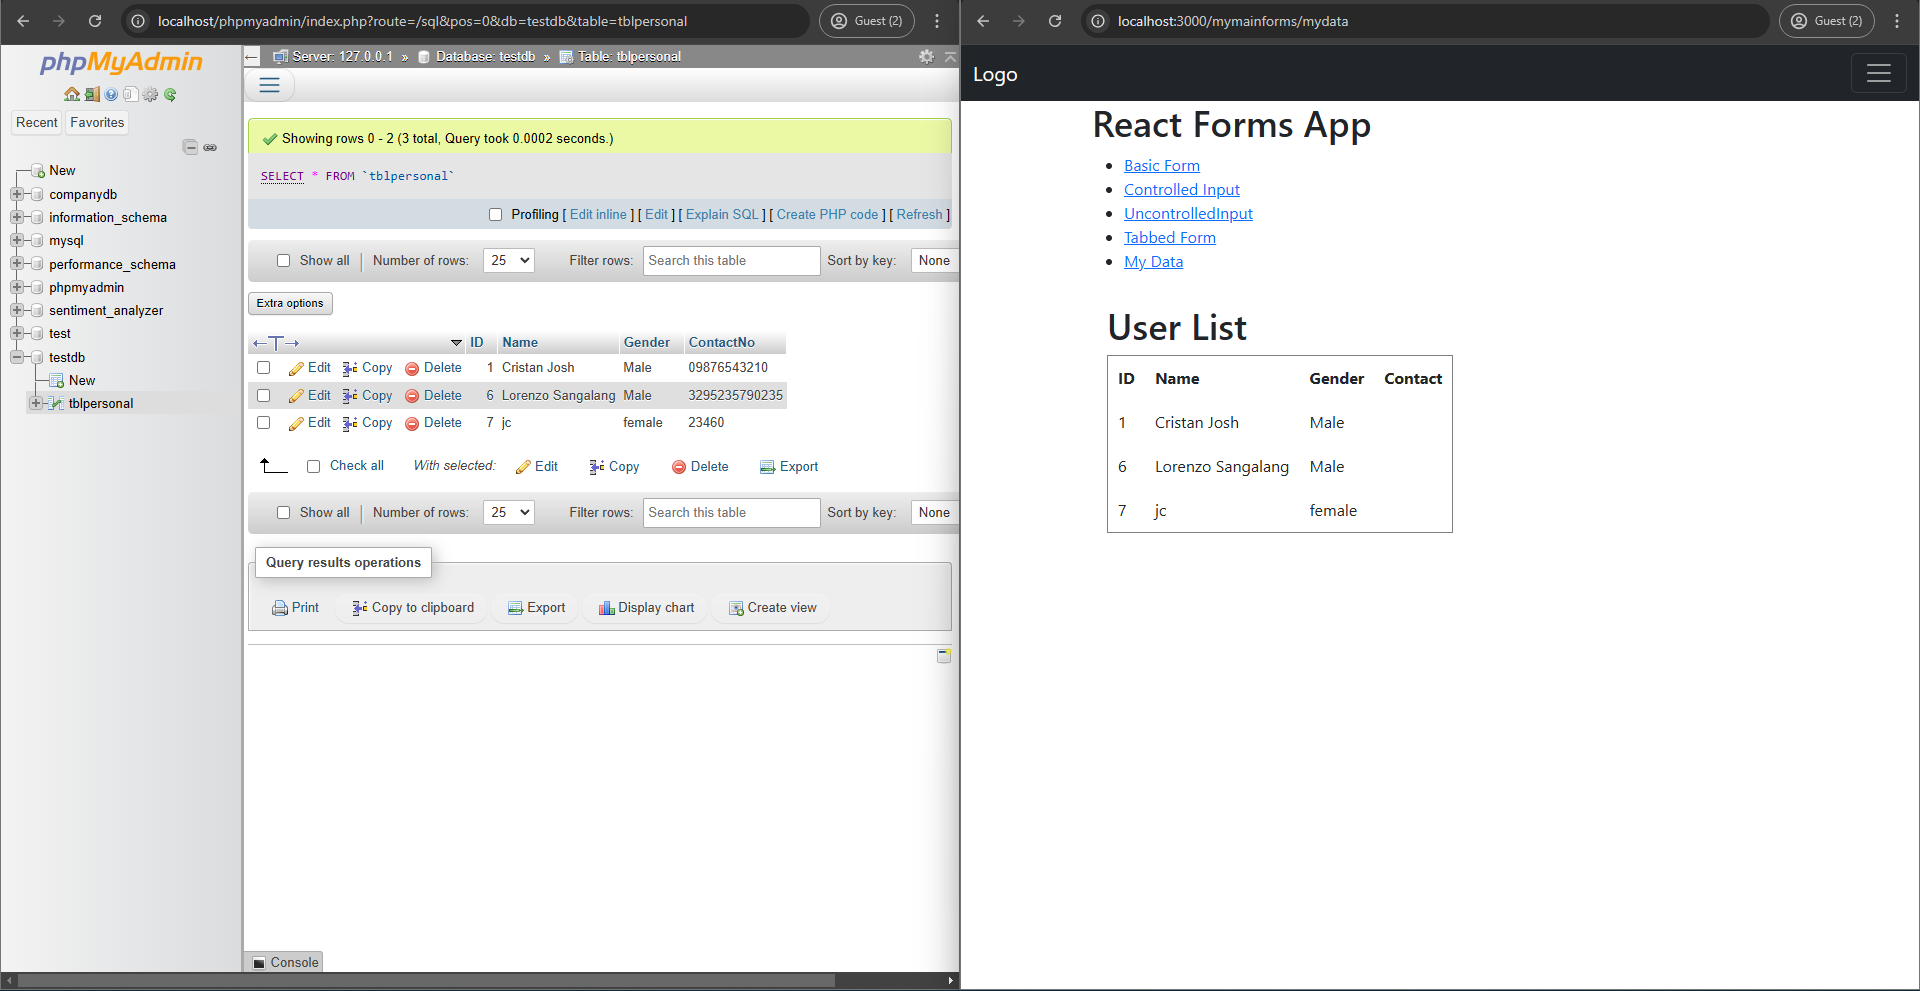 localhost/phpmyadmin/index.php?route=/sql&pos=0&db=testdb&table=tblpersonal
Guest (2)
phpMyAdmin
Recent
Favorites
New
companydb
information_schema
mysql
performance_schema
phpmyadmin
sentiment_analyzer
test
testdb
New
tblpersonal
Server: 127.0.0.1 » Database: testdb » Table: tblpersonal
Showing rows 0 - 2 (3 total, Query took 0.0002 seconds.)
SELECT * FROM `tblpersonal`
Profiling [ Edit inline ] [ Edit ] [ Explain SQL ] [ Create PHP code ] [ Refresh ]
Show all Number of rows: 25 Filter rows: Search this table Sort by key: None
Extra options
ID Name Gender ContactNo
Edit Copy Delete 1 Cristan Josh Male 09876543210
Edit Copy Delete 6 Lorenzo Sangalang Male 3295235790235
Edit Copy Delete 7 jc female 23460
Check all With selected: Edit Copy Delete Export
Show all Number of rows: 25 Filter rows: Search this table Sort by key: None
Query results operations
Print Copy to clipboard Export Display chart Create view
Console
localhost:3000/mymainforms/mydata
Guest (2)
Logo
React Forms App
Basic Form
Controlled Input
UncontrolledInput
Tabbed Form
My Data
User List
ID Name Gender Contact
1 Cristan Josh Male
6 Lorenzo Sangalang Male
7 jc female